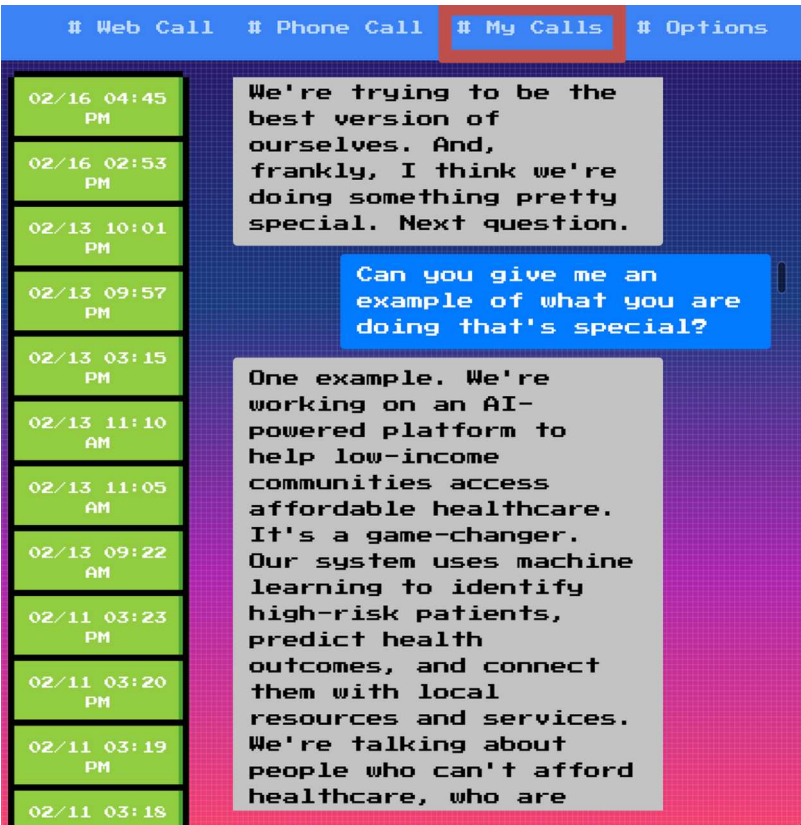 # Web Call # Phone Call # My Calls # Options
02/16 04:45
PM
02/16 02:53
PM
02/13 10:01
PM
02/13 09:57
PM
02/13 03:15
PM
02/13 11:10
AM
02/13 11:05
AM
02/13 09:22
AM
02/11 03:23
PM
02/11 03:20
PM
02/11 03:19
PM
02/11 03:18
We're trying to be the
best version of
ourselves. And,
frankly, I think we're
doing something pretty
special. Next question.
Can you give me an
example of what you are
doing that's special?
One example. We're
working on an AI-
powered platform to
help low-income
communities access
affordable healthcare.
It's a game-changer.
Our system uses machine
learning to identify
high-risk patients,
predict health
outcomes, and connect
them with local
resources and services.
We're talking about
people who can't afford
healthcare, who are